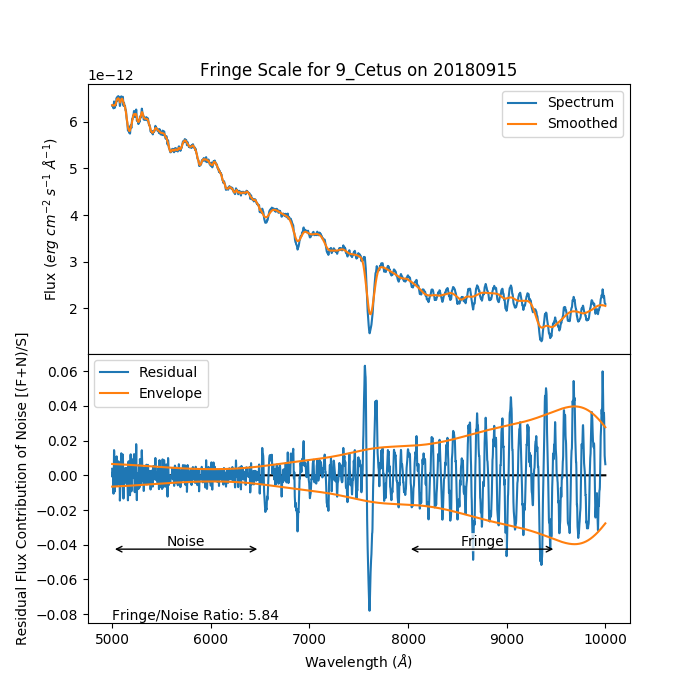 Fringe Scale for 9_Cetus on 20180915
1e−12
Flux (erg cm⁻² s⁻¹ Å⁻¹)
6
5
4
3
2
Spectrum
Smoothed
Residual Flux Contribution of Noise [(F+N)/S]
0.06
0.04
0.02
0.00
−0.02
−0.04
−0.06
−0.08
Residual
Envelope
Noise
Fringe
Fringe/Noise Ratio: 5.84
5000 6000 7000 8000 9000 10000
Wavelength (Å)